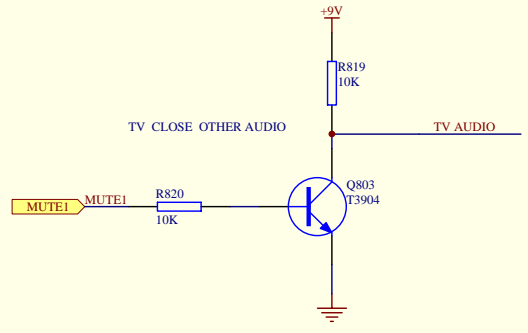 +9V
R819
10K
TV CLOSE OTHER AUDIO
TV AUDIO
Q803
T3904
MUTE1
MUTE1
R820
10K